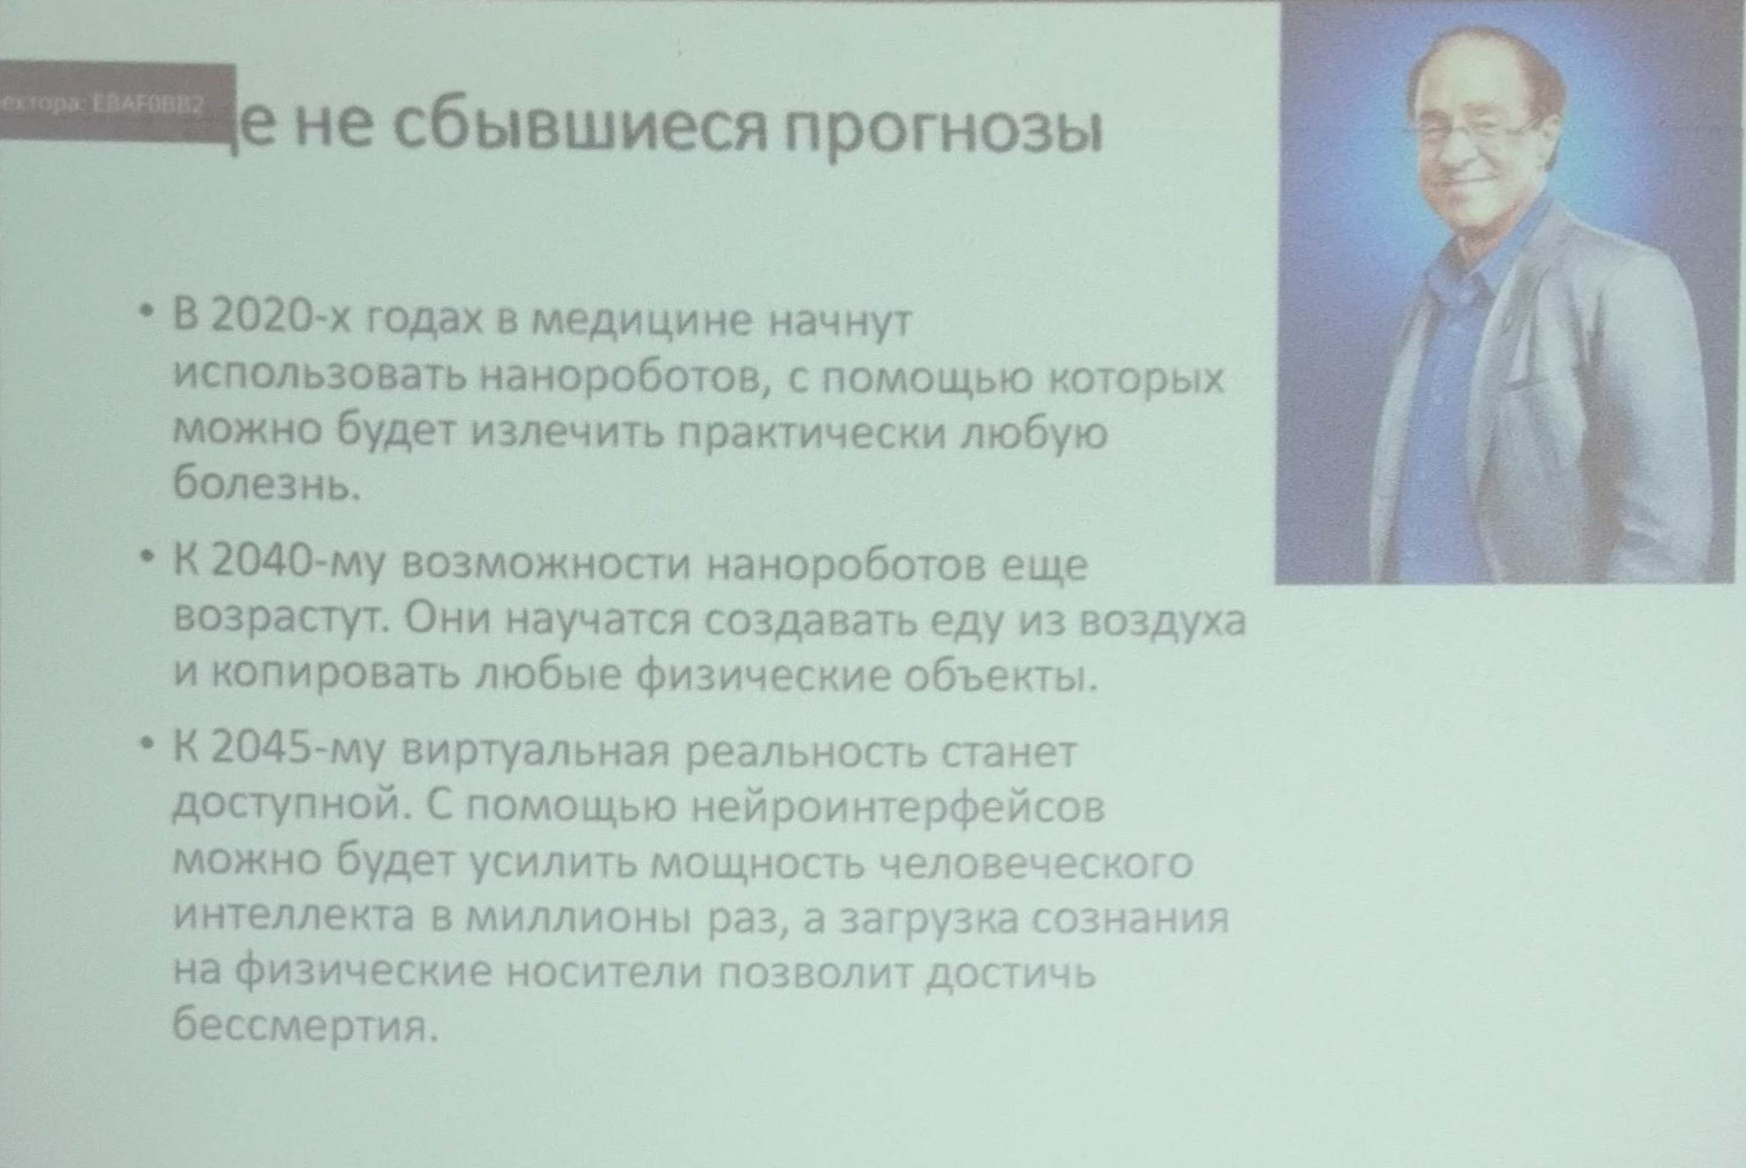 ектора: EBAF0BB2
е не сбывшиеся прогнозы
• В 2020-х годах в медицине начнут
использовать нанороботов, с помощью которых
можно будет излечить практически любую
болезнь.
• К 2040-му возможности нанороботов еще
возрастут. Они научатся создавать еду из воздуха
и копировать любые физические объекты.
• К 2045-му виртуальная реальность станет
доступной. С помощью нейроинтерфейсов
можно будет усилить мощность человеческого
интеллекта в миллионы раз, а загрузка сознания
на физические носители позволит достичь
бессмертия.